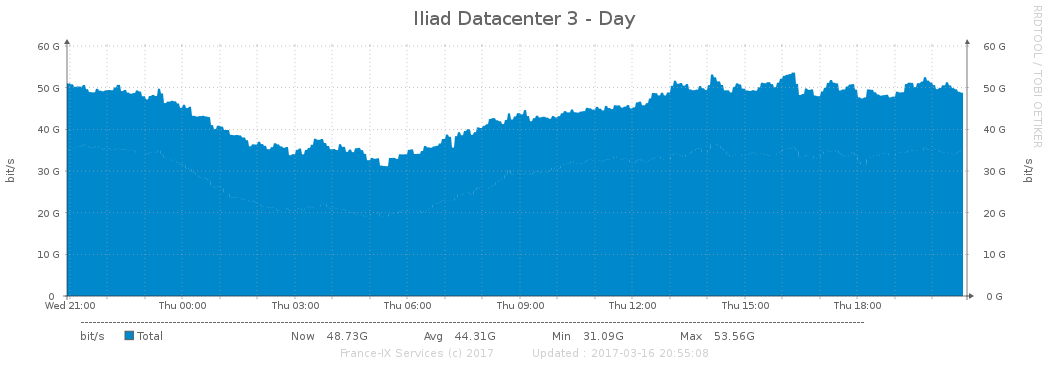 Iliad Datacenter 3 - Day
RRDTOOL / TOBI OETIKER
60 G 60 G
50 G 50 G
40 G 40 G
30 G 30 G
20 G 20 G
10 G 10 G
0 0 G
bit/s bit/s
Wed 21:00 Thu 00:00 Thu 03:00 Thu 06:00 Thu 09:00 Thu 12:00 Thu 15:00 Thu 18:00
bit/s Total Now 48.73G Avg 44.31G Min 31.09G Max 53.56G
France-IX Services (c) 2017 Updated : 2017-03-16 20:55:08